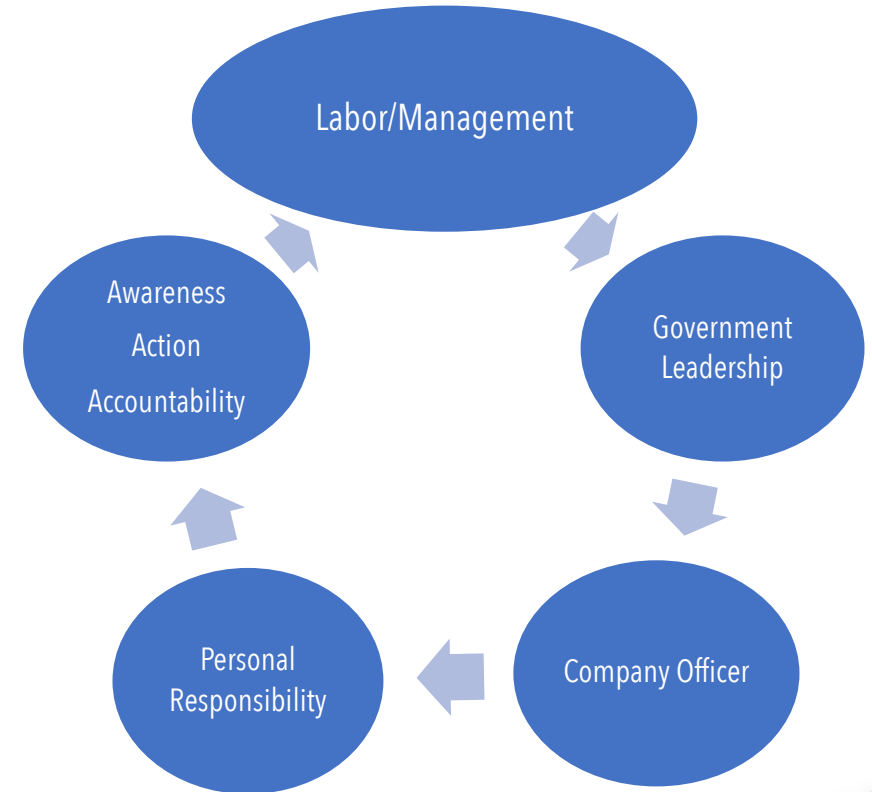 Labor/Management
Government
Leadership
Company Officer
Personal
Responsibility
Awareness
Action
Accountability